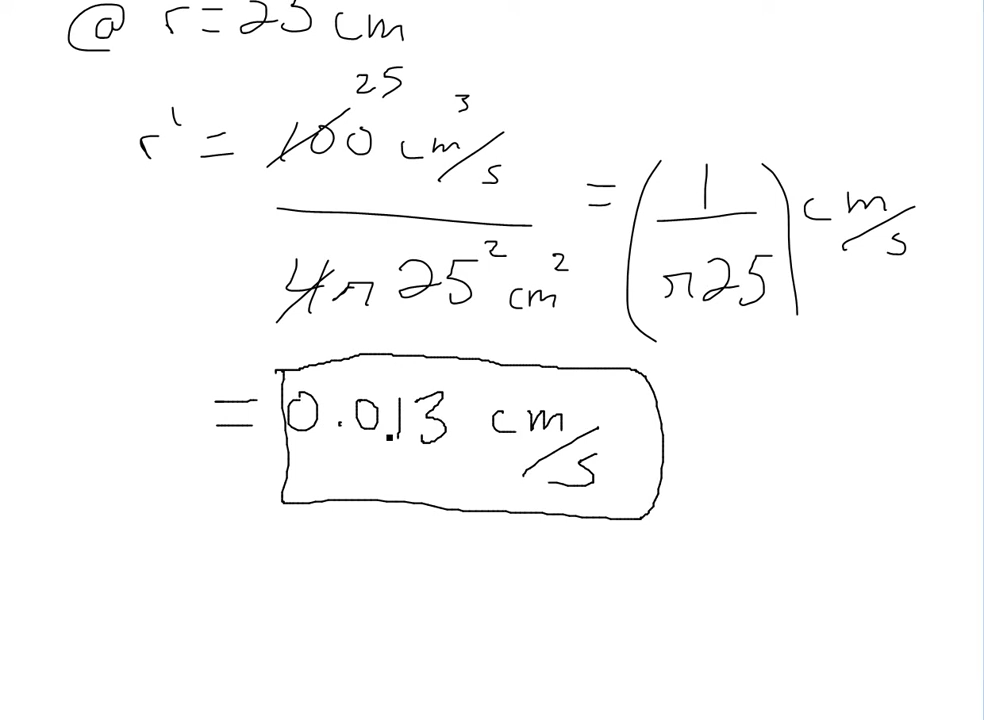 @ r = 25 cm
25
r' = 100 cm³/s / 4π 25² cm² = (1 / π25) cm/s
= 0.013 cm/s